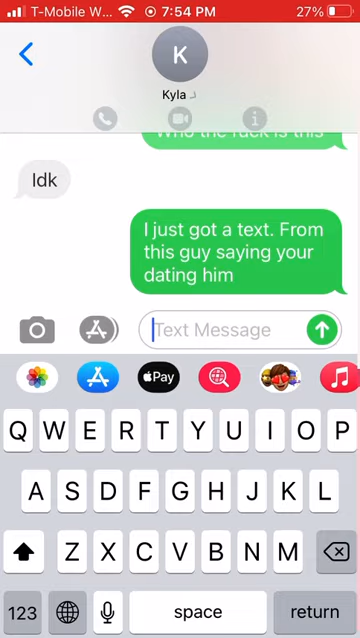 T-Mobile W... 7:54 PM 27%
K
Kyla
Who the fuck is this
Idk
I just got a text. From
this guy saying your
dating him
Text Message
Pay
Q W E R T Y U I O P
A S D F G H J K L
Z X C V B N M
123 space return